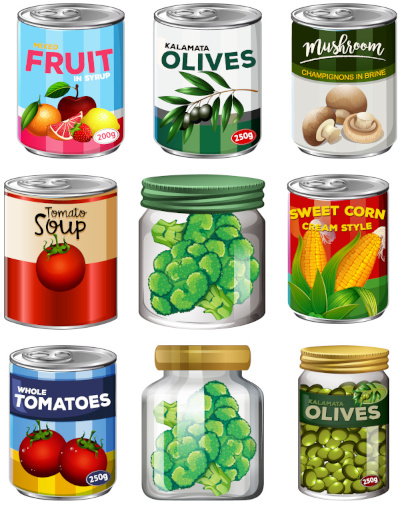 MIXED
FRUIT
IN SYRUP
200g
KALAMATA
OLIVES
250g
Mushroom
CHAMPIGNONS IN BRINE
Tomato
Soup
SWEET CORN
CREAM STYLE
WHOLE
TOMATOES
250g
KALAMATA
OLIVES
250g